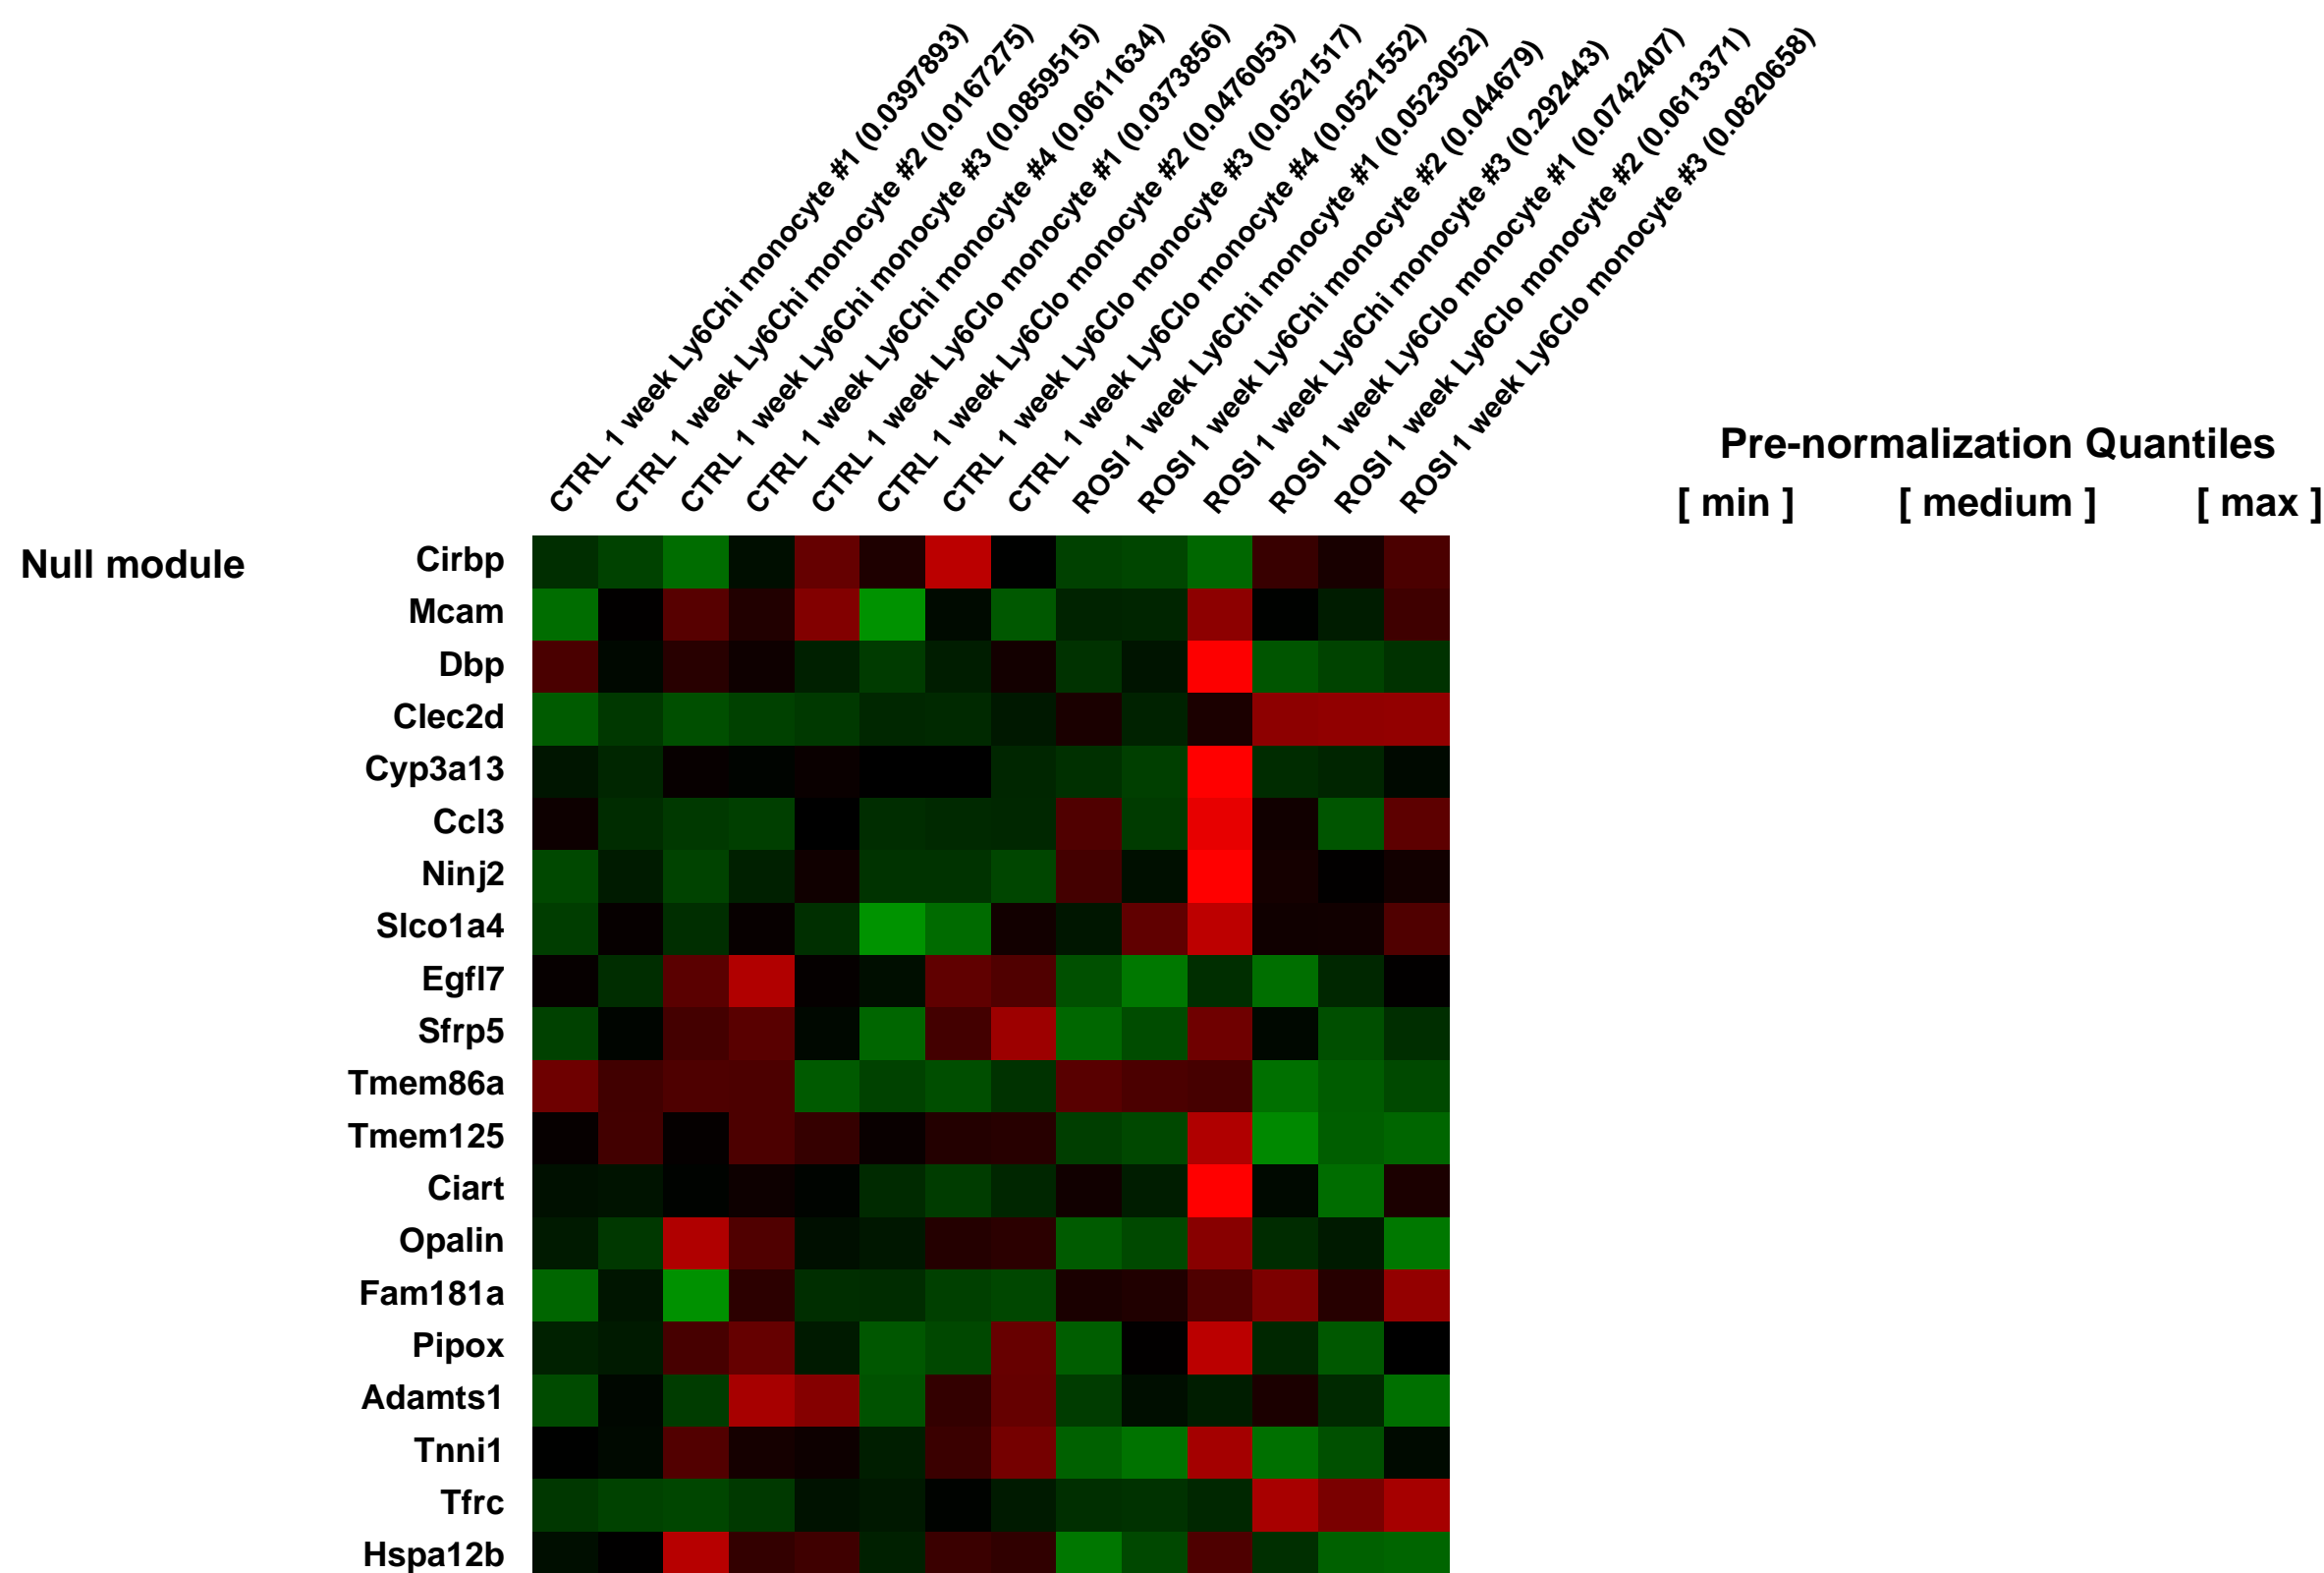 CTRL 1 week Ly6Chi monocyte #1 (0.0397893)
CTRL 1 week Ly6Chi monocyte #2 (0.0167275)
CTRL 1 week Ly6Chi monocyte #3 (0.0859515)
CTRL 1 week Ly6Chi monocyte #4 (0.0611634)
CTRL 1 week Ly6Clo monocyte #1 (0.0373856)
CTRL 1 week Ly6Clo monocyte #2 (0.0476053)
CTRL 1 week Ly6Clo monocyte #3 (0.0521517)
CTRL 1 week Ly6Clo monocyte #4 (0.0521552)
ROSI 1 week Ly6Chi monocyte #1 (0.0523052)
ROSI 1 week Ly6Chi monocyte #2 (0.044679)
ROSI 1 week Ly6Chi monocyte #3 (0.292443)
ROSI 1 week Ly6Clo monocyte #1 (0.0742407)
ROSI 1 week Ly6Clo monocyte #2 (0.0613371)
ROSI 1 week Ly6Clo monocyte #3 (0.0820658)
Pre-normalization Quantiles
[ min ] [ medium ] [ max ]
Null module
Cirbp
Mcam
Dbp
Clec2d
Cyp3a13
Ccl3
Ninj2
Slco1a4
Egfl7
Sfrp5
Tmem86a
Tmem125
Ciart
Opalin
Fam181a
Pipox
Adamts1
Tnni1
Tfrc
Hspa12b